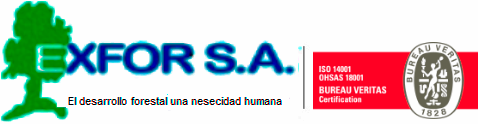 EXFOR S.A.
El desarrollo forestal una nesecidad humana
ISO 14001
OHSAS 18001
BUREAU VERITAS
Certification
BUREAU VERITAS
1828